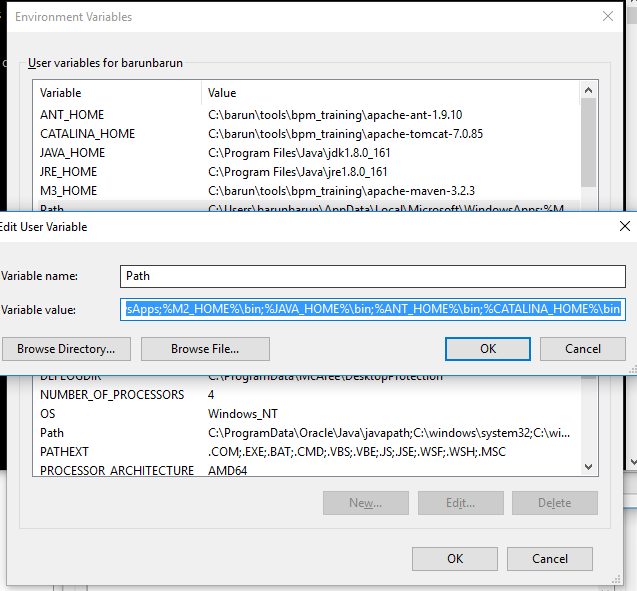 Environment Variables
User variables for barunbarun
Variable Value
ANT_HOME C:\barun\tools\bpm_training\apache-ant-1.9.10
CATALINA_HOME C:\barun\tools\bpm_training\apache-tomcat-7.0.85
JAVA_HOME C:\Program Files\Java\jdk1.8.0_161
JRE_HOME C:\Program Files\Java\jre1.8.0_161
M3_HOME C:\barun\tools\bpm_training\apache-maven-3.2.3
Path C:\Users\barunbarun\AppData\Local\Microsoft\WindowsApps;%M...
Edit User Variable
Variable name: Path
Variable value: sApps;%M2_HOME%\bin;%JAVA_HOME%\bin;%ANT_HOME%\bin;%CATALINA_HOME%\bin
Browse Directory... Browse File... OK Cancel
DEFLOGDIR C:\ProgramData\McAfee\DesktopProtection
NUMBER_OF_PROCESSORS 4
OS Windows_NT
Path C:\ProgramData\Oracle\Java\javapath;C:\windows\system32;C:\wi...
PATHEXT .COM;.EXE;.BAT;.CMD;.VBS;.VBE;.JS;.JSE;.WSF;.WSH;.MSC
PROCESSOR_ARCHITECTURE AMD64
New... Edit... Delete
OK Cancel